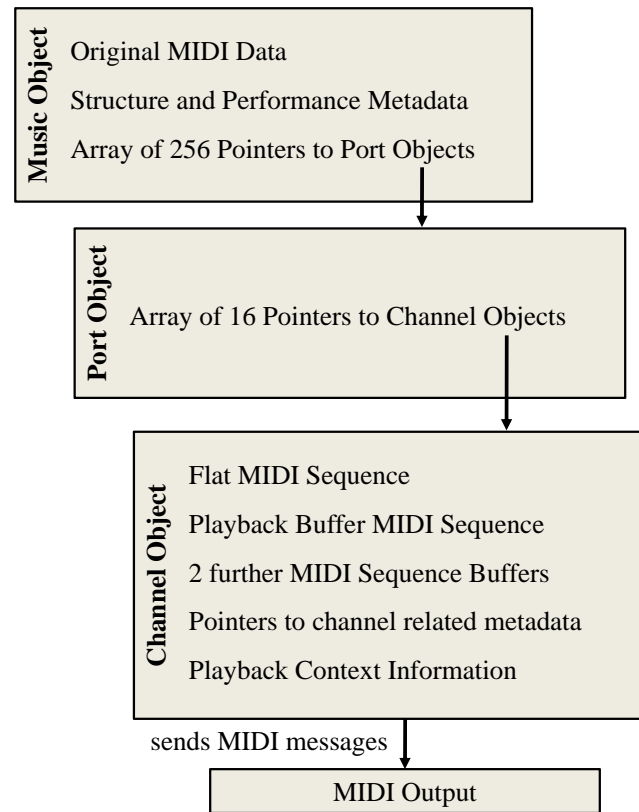 Music Object
Original MIDI Data
Structure and Performance Metadata
Array of 256 Pointers to Port Objects
Port Object
Array of 16 Pointers to Channel Objects
Channel Object
Flat MIDI Sequence
Playback Buffer MIDI Sequence
2 further MIDI Sequence Buffers
Pointers to channel related metadata
Playback Context Information
sends MIDI messages
MIDI Output